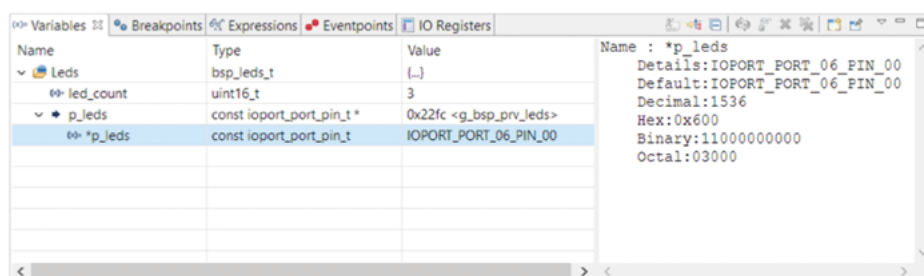 Variables Breakpoints Expressions Eventpoints IO Registers
Name Type Value
Leds bsp_leds_t {...}
led_count uint16_t 3
p_leds const ioport_port_pin_t * 0x22fc <g_bsp_prv_leds>
*p_leds const ioport_port_pin_t IOPORT_PORT_06_PIN_00
Name : *p_leds
Details:IOPORT_PORT_06_PIN_00
Default:IOPORT_PORT_06_PIN_00
Decimal:1536
Hex:0x600
Binary:11000000000
Octal:03000